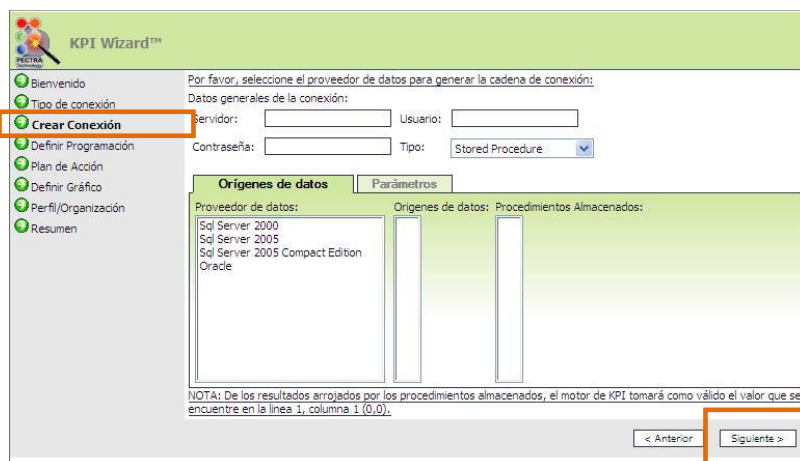 KPI Wizard™
PECTRA
Technology
Bienvenido
Tipo de conexión
Crear Conexión
Definir Programación
Plan de Acción
Definir Gráfico
Perfil/Organización
Resumen
Por favor, seleccione el proveedor de datos para generar la cadena de conexión:
Datos generales de la conexión:
Servidor: Usuario:
Contraseña: Tipo: Stored Procedure
Orígenes de datos Parámetros
Proveedor de datos: Origenes de datos: Procedimientos Almacenados:
Sql Server 2000
Sql Server 2005
Sql Server 2005 Compact Edition
Oracle
NOTA: De los resultados arrojados por los procedimientos almacenados, el motor de KPI tomará como válido el valor que se
encuentre en la linea 1, columna 1 (0,0).
< Anterior Siguiente >